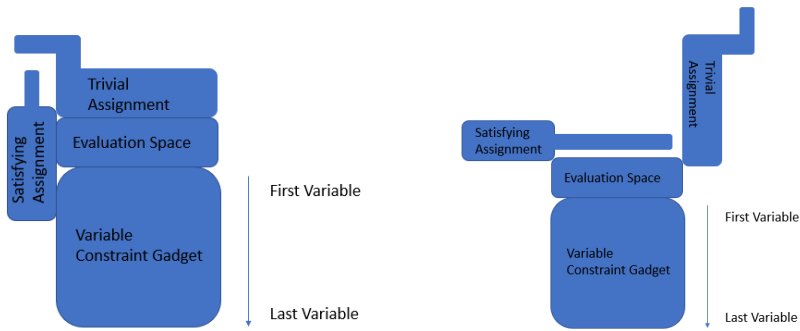 Trivial
Assignment
Evaluation Space
Satisfying
Assignment
First Variable
Variable
Constraint Gadget
Last Variable
Trivial
Assignment
Satisfying
Assignment
Evaluation Space
First Variable
Variable
Constraint Gadget
Last Variable